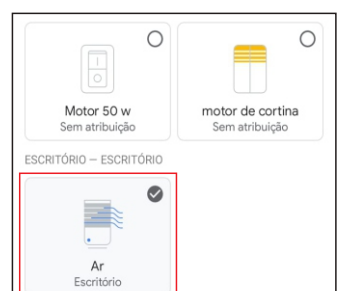 Motor 50 w
Sem atribuição
motor de cortina
Sem atribuição
ESCRITÓRIO – ESCRITÓRIO
Ar
Escritório